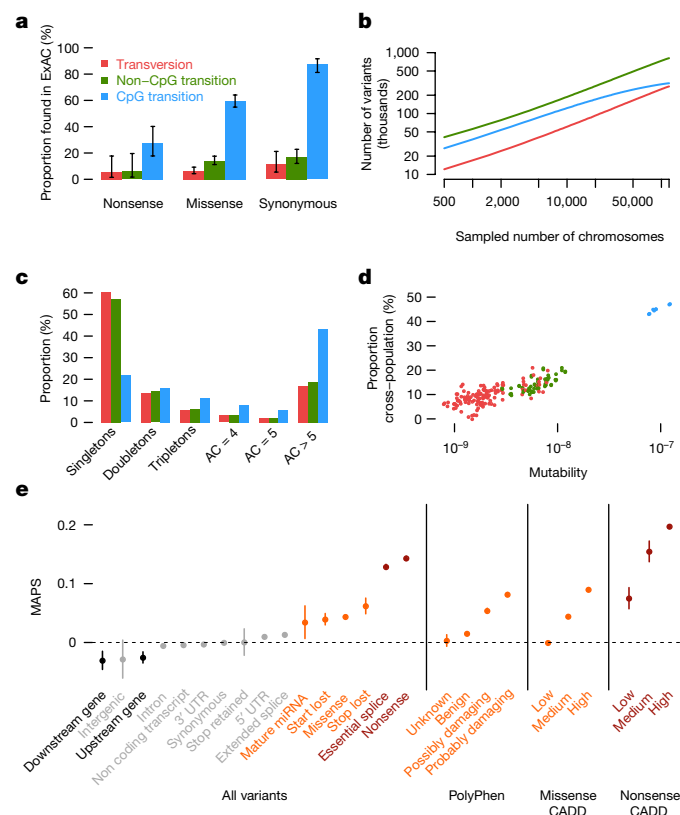 a
Proportion found in ExAC (%)
100
80
60
40
20
0
Transversion
Non−CpG transition
CpG transition
Nonsense
Missense
Synonymous
b
Number of variants
(thousands)
1,000
500
200
100
50
20
10
500
2,000
10,000
50,000
Sampled number of chromosomes
c
Proportion (%)
60
50
40
30
20
10
0
Singletons
Doubletons
Tripletons
AC = 4
AC = 5
AC > 5
d
Proportion
cross−population (%)
50
40
30
20
10
0
10−9
10−8
10−7
Mutability
e
MAPS
0.2
0.1
0
Downstream gene
Intergenic
Upstream gene
Intron
Non coding transcript
3′ UTR
Synonymous
Stop retained
5′ UTR
Extended splice
Mature miRNA
Start lost
Missense
Stop lost
Essential splice
Nonsense
Unknown
Benign
Possibly damaging
Probably damaging
Low
Medium
High
Low
Medium
High
All variants
PolyPhen
Missense
CADD
Nonsense
CADD